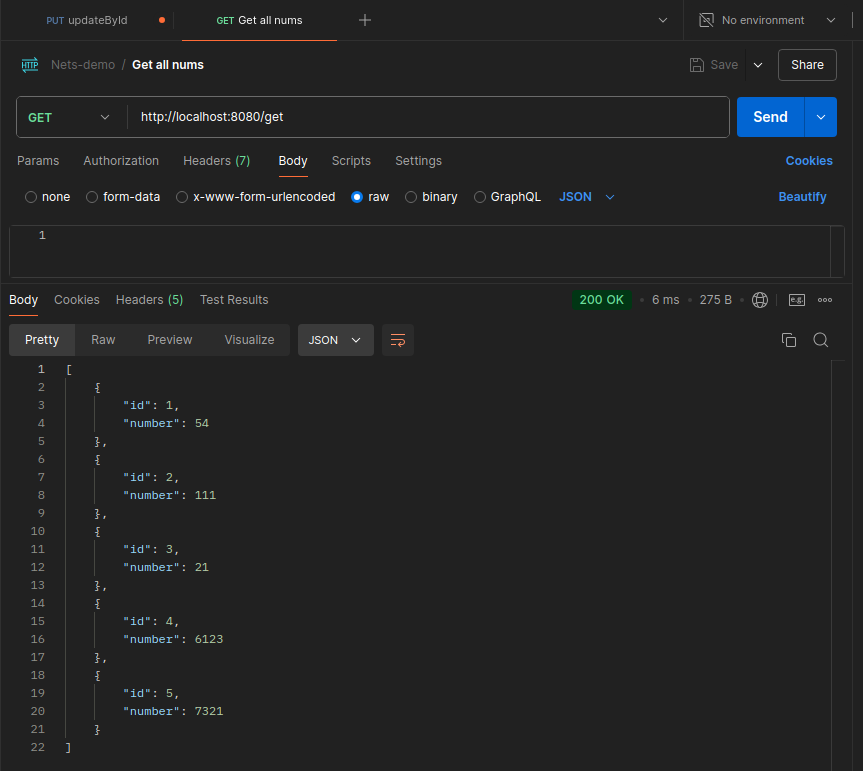 PUT updateById GET Get all nums No environment
HTTP Nets-demo / Get all nums Save Share
GET http://localhost:8080/get Send
Params Authorization Headers (7) Body Scripts Settings Cookies
none form-data x-www-form-urlencoded raw binary GraphQL JSON Beautify
1
Body Cookies Headers (5) Test Results 200 OK 6 ms 275 B e.g.
Pretty Raw Preview Visualize JSON
1 [
2 {
3 "id": 1,
4 "number": 54
5 },
6 {
7 "id": 2,
8 "number": 111
9 },
10 {
11 "id": 3,
12 "number": 21
13 },
14 {
15 "id": 4,
16 "number": 6123
17 },
18 {
19 "id": 5,
20 "number": 7321
21 }
22 ]